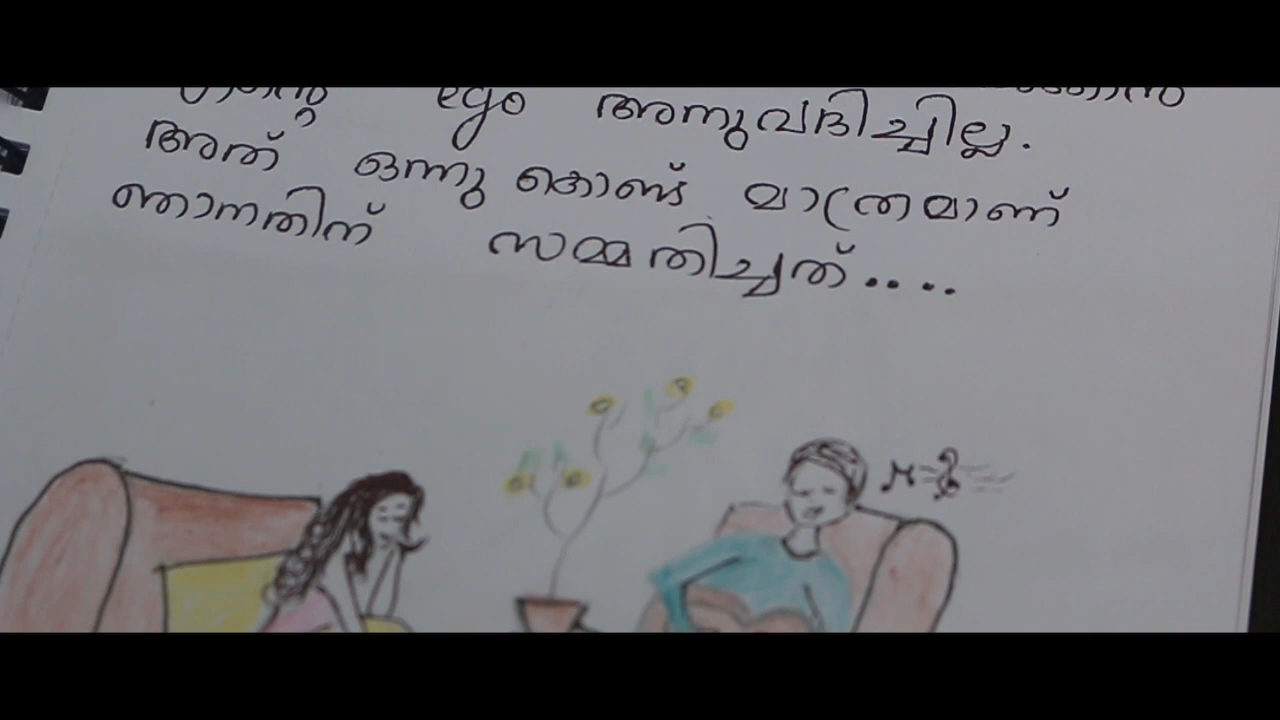 ego അനുവദിച്ചില്ല.
അത് ഒന്നു കൊണ്ട് മാത്രമാണ്
ഞാനതിന് സമ്മതിച്ചത്....